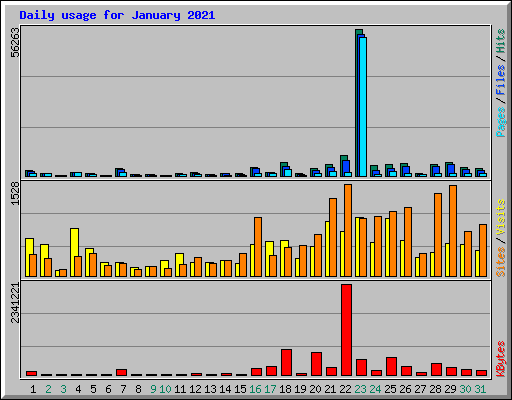 Daily usage for January 2021
56263
Pages / Files / Hits
1528
Sites / Visits
2341221
KBytes
1 2 3 4 5 6 7 8 9 10 11 12 13 14 15 16 17 18 19 20 21 22 23 24 25 26 27 28 29 30 31